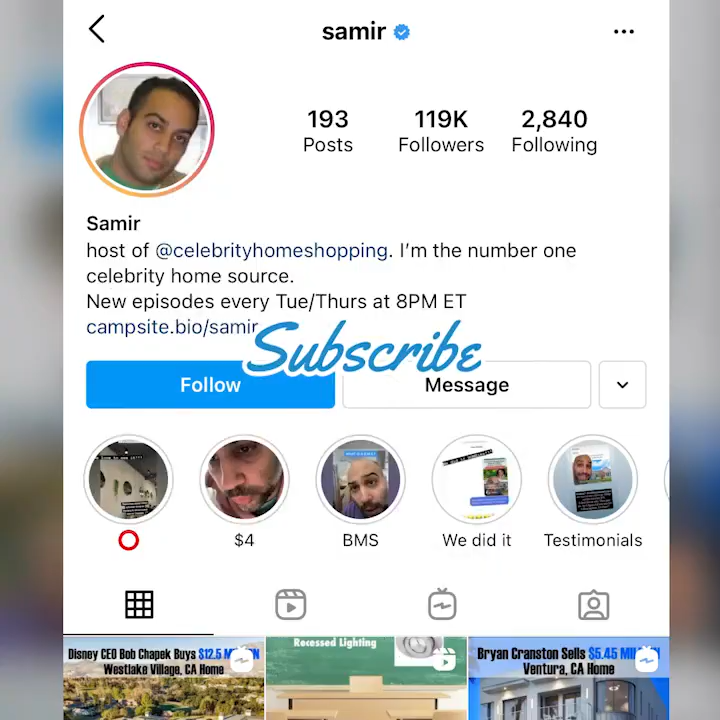 samir
193
119K
2,840
Posts
Followers
Following
Samir
host of @celebrityhomeshopping. I'm the number one
celebrity home source.
New episodes every Tue/Thurs at 8PM ET
campsite.bio/samir
Subscribe
Follow
Message
$4
BMS
We did it
Testimonials
Disney CEO Bob Chapek Buys $12.5 M
Westlake Village, CA Home
Recessed Lighting
Bryan Cranston Sells $5.45
Ventura, CA Home